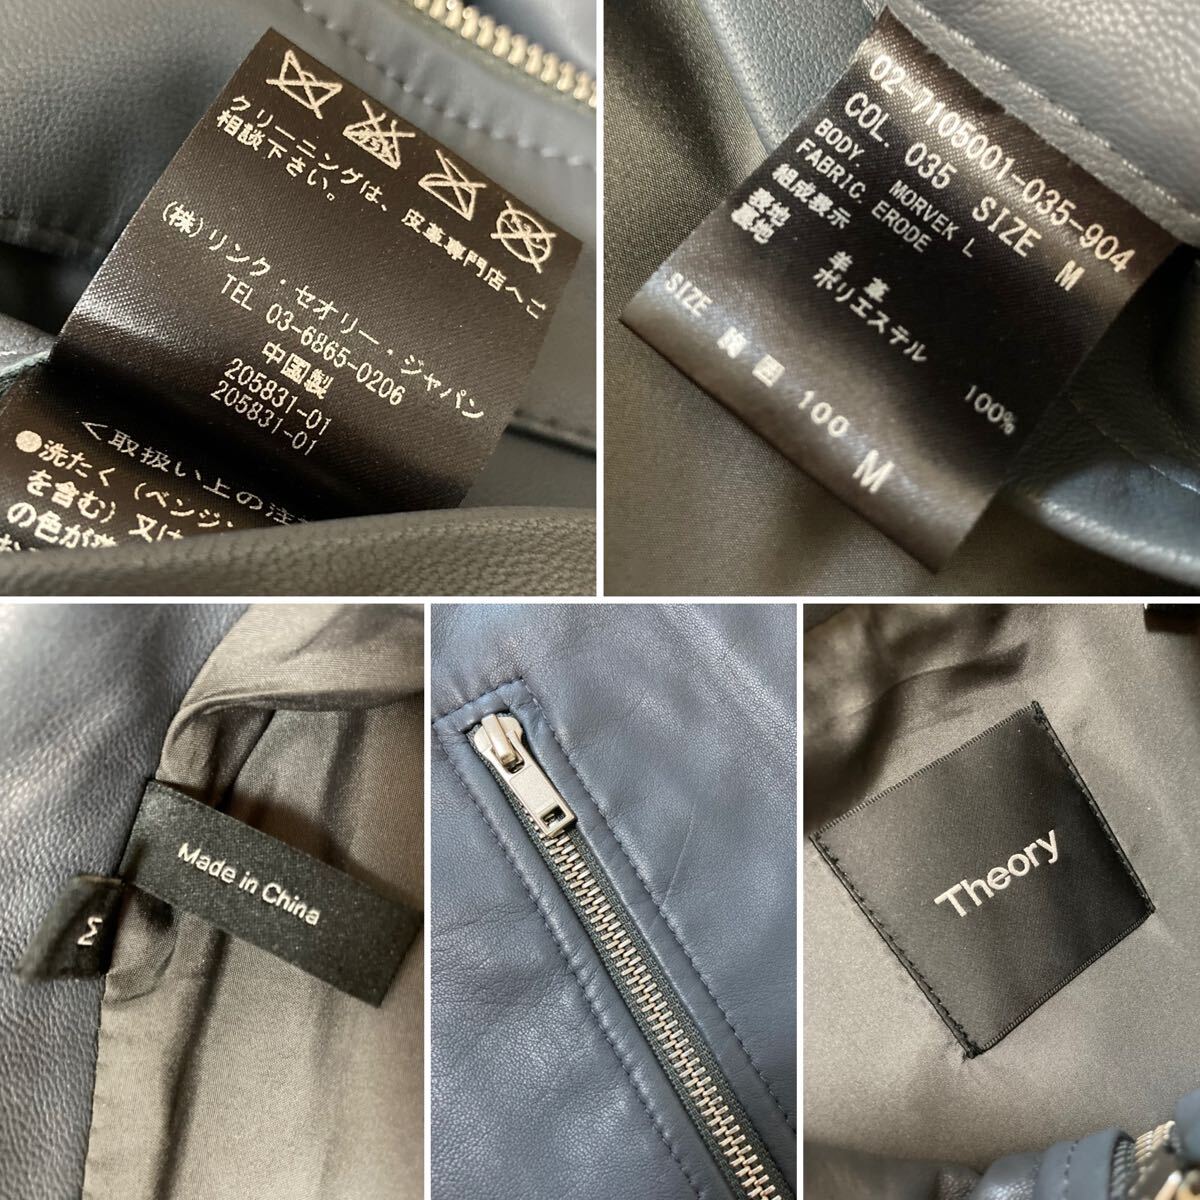 クリーニングは、皮革専門店へご
相談下さい。
(株)リンク・セオリー・ジャパン
TEL 03-6865-0206
中国製
205831-01
205831-01
<取扱い上の注意
●洗たく(ベンジ
を含む)又は
の色が
02-7105001-035-904
COL. 035 SIZE M
BODY. MORVEK L
FABRIC ERODE
組成表示
表地 羊革
裏地 ポリエステル 100%
SIZE 胸囲 100 M
Made in China
M
Theory